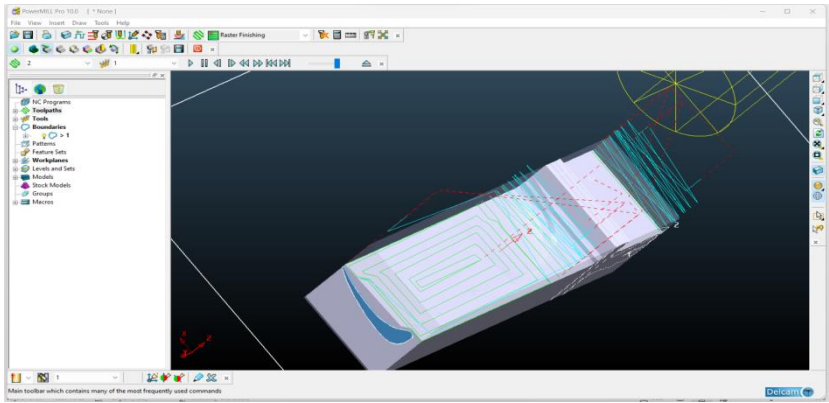 PowerMILL Pro 10.0 [ * None ]
File View Insert Draw Tools Help
Raster Finishing
2 1
NC Programs
Toolpaths
Tools
Boundaries
> 1
Patterns
Feature Sets
Workplanes
Levels and Sets
Models
Stock Models
Groups
Macros
Z
Z
1
Main toolbar which contains many of the most frequently used commands
Delcam